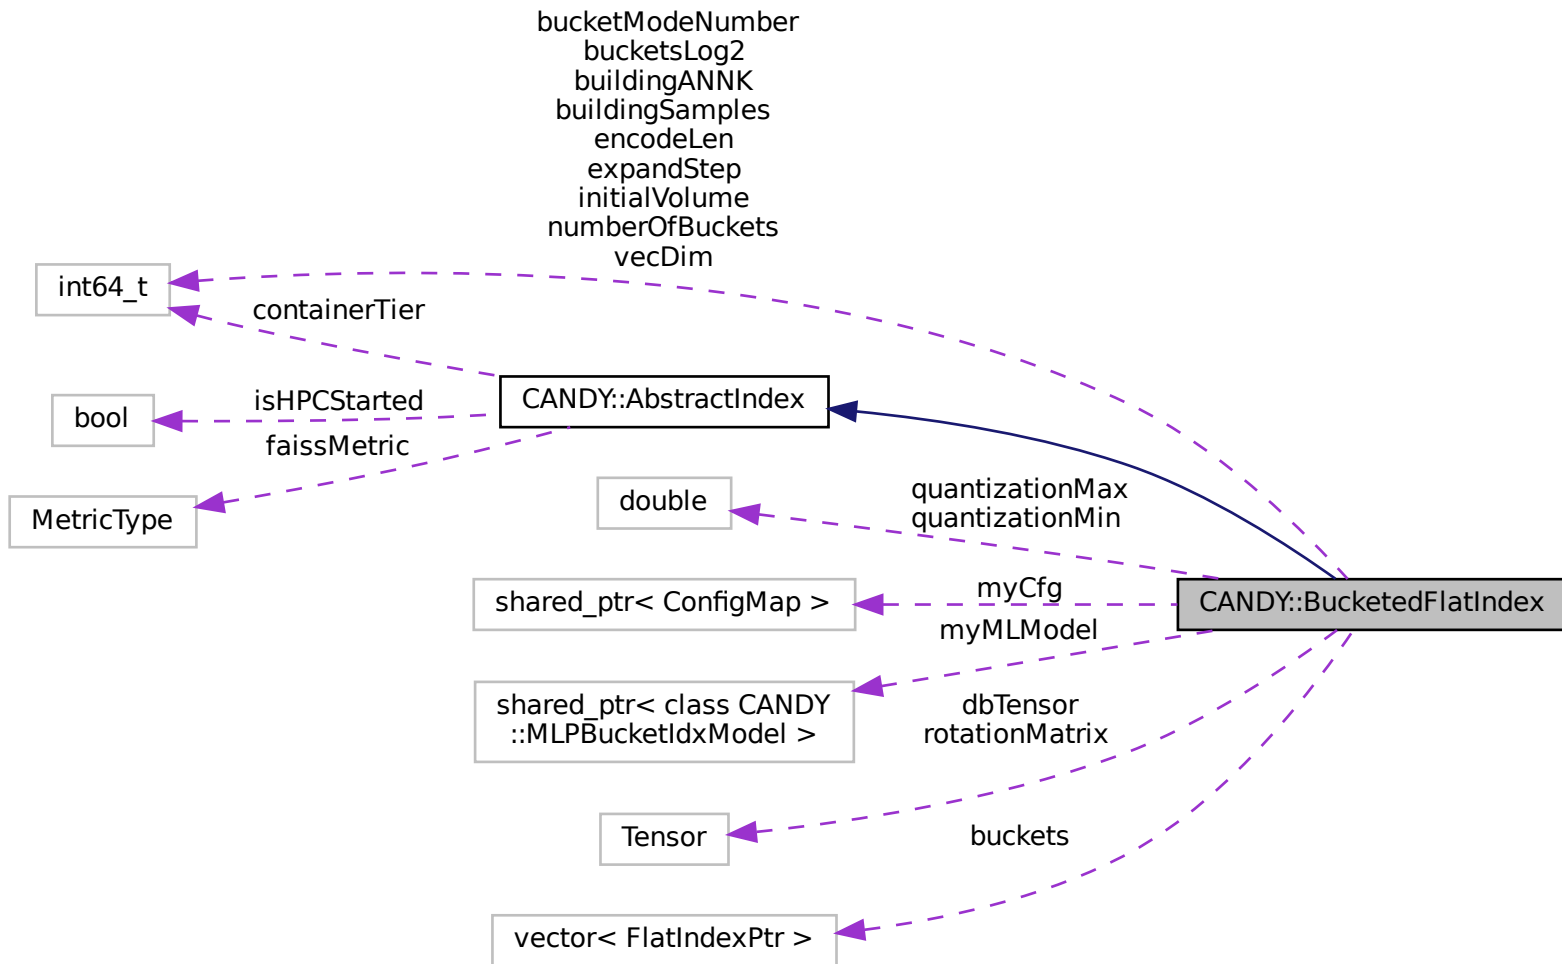 bucketModeNumber
bucketsLog2
buildingANNK
buildingSamples
encodeLen
expandStep
initialVolume
numberOfBuckets
vecDim
int64_t
containerTier
CANDY::AbstractIndex
isHPCStarted
bool
faissMetric
MetricType
double
quantizationMax
quantizationMin
shared_ptr< ConfigMap >
myCfg
CANDY::BucketedFlatIndex
myMLModel
shared_ptr< class CANDY
::MLPBucketIdxModel >
dbTensor
rotationMatrix
Tensor
buckets
vector< FlatIndexPtr >